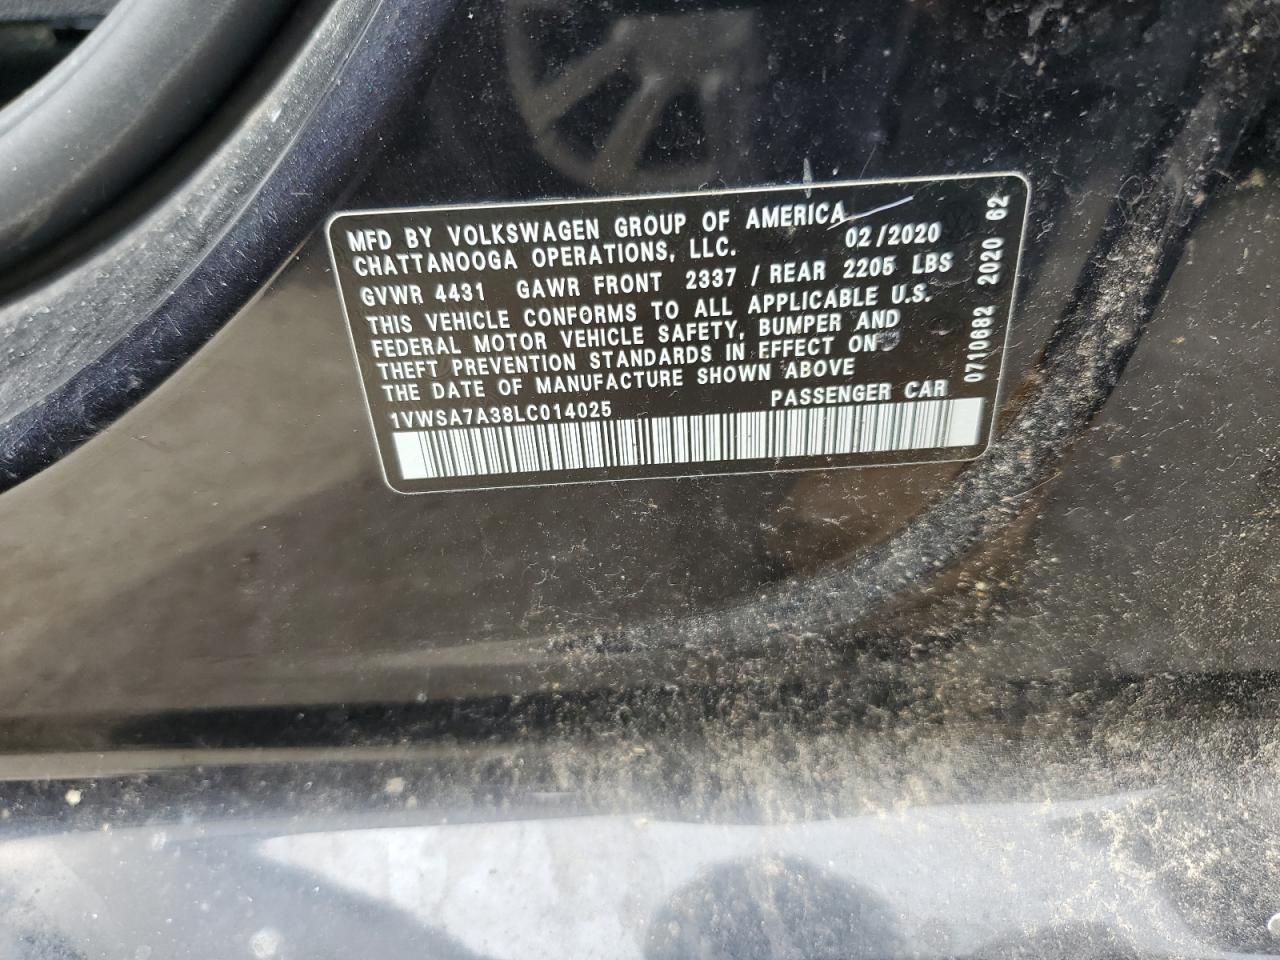 MFD BY VOLKSWAGEN GROUP OF AMERICA
CHATTANOOGA OPERATIONS, LLC. 02/2020
GVWR 4431 GAWR FRONT 2337 / REAR 2205 LBS
THIS VEHICLE CONFORMS TO ALL APPLICABLE U.S.
FEDERAL MOTOR VEHICLE SAFETY, BUMPER AND
THEFT PREVENTION STANDARDS IN EFFECT ON
THE DATE OF MANUFACTURE SHOWN ABOVE
1VWSA7A38LC014025 PASSENGER CAR
0710682 2020 62